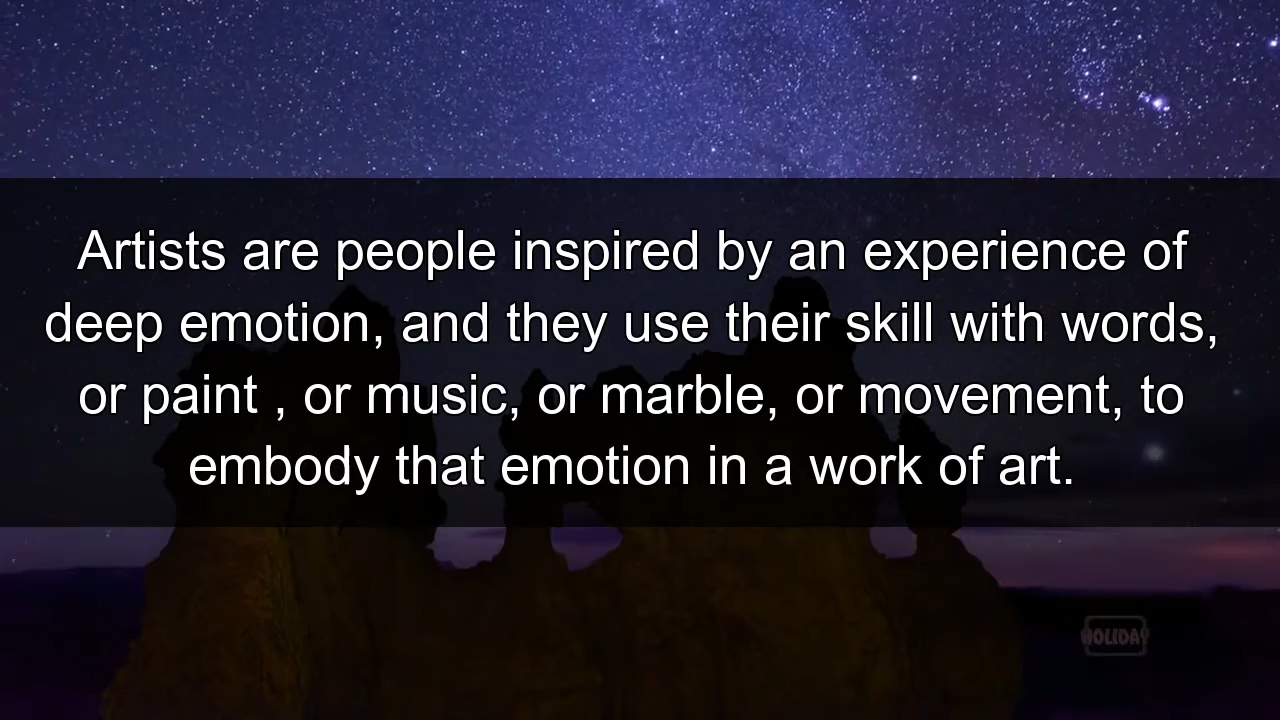 Artists are people inspired by an experience of
deep emotion, and they use their skill with words,
or paint , or music, or marble, or movement, to
embody that emotion in a work of art.
HOLIDAY